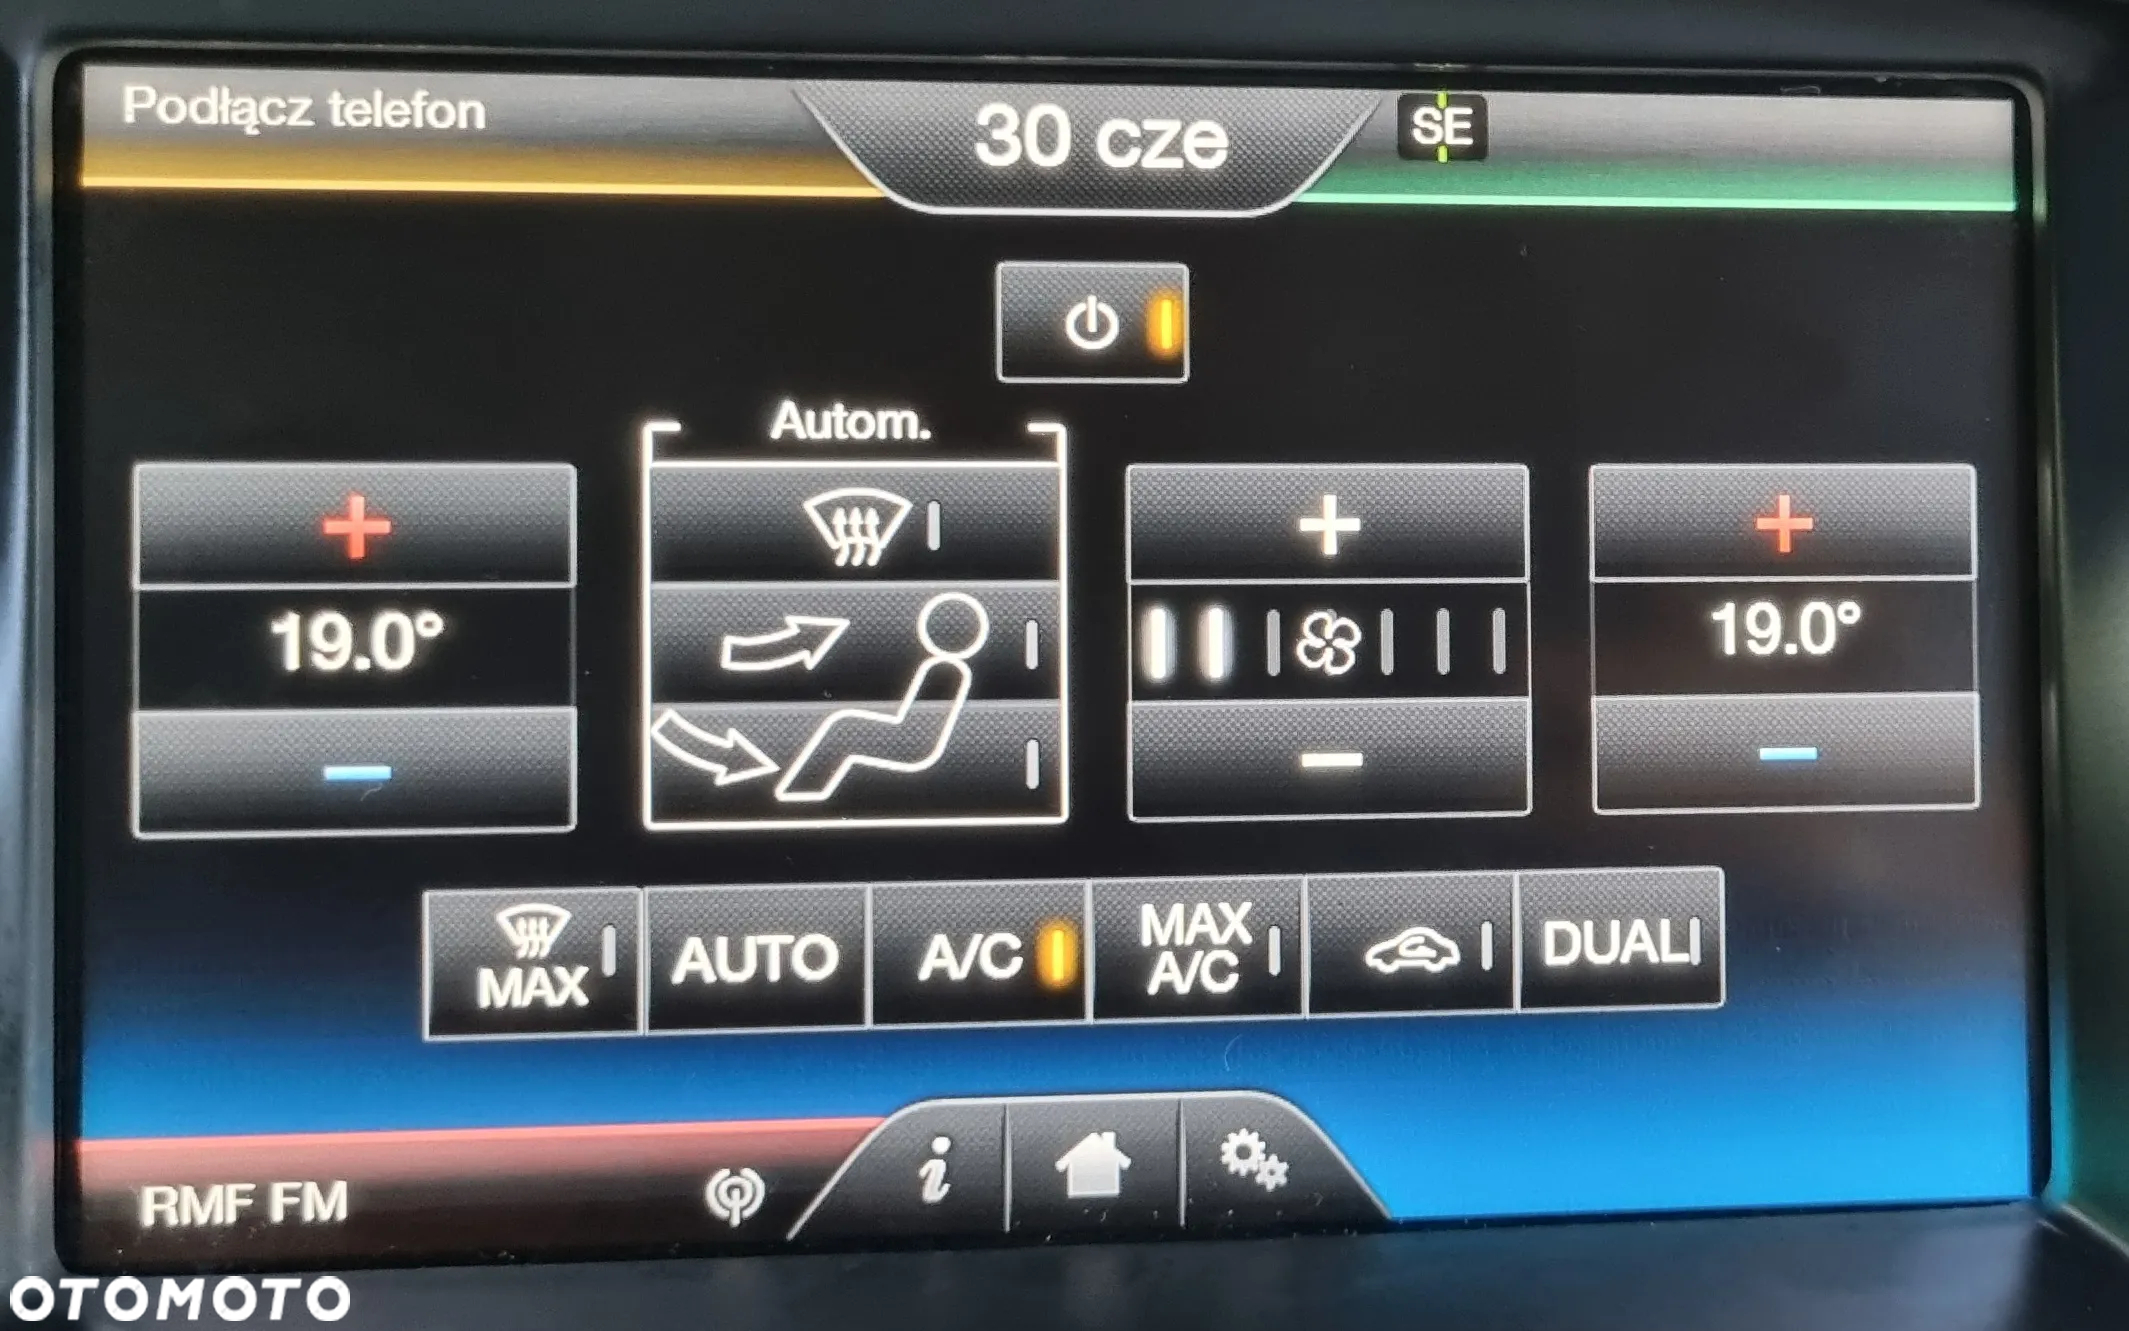 Podłącz telefon
30 cze
SE
Autom.
19.0°
19.0°
MAX
AUTO
A/C
MAX
A/C
DUAL
RMF FM
OTOMOTO